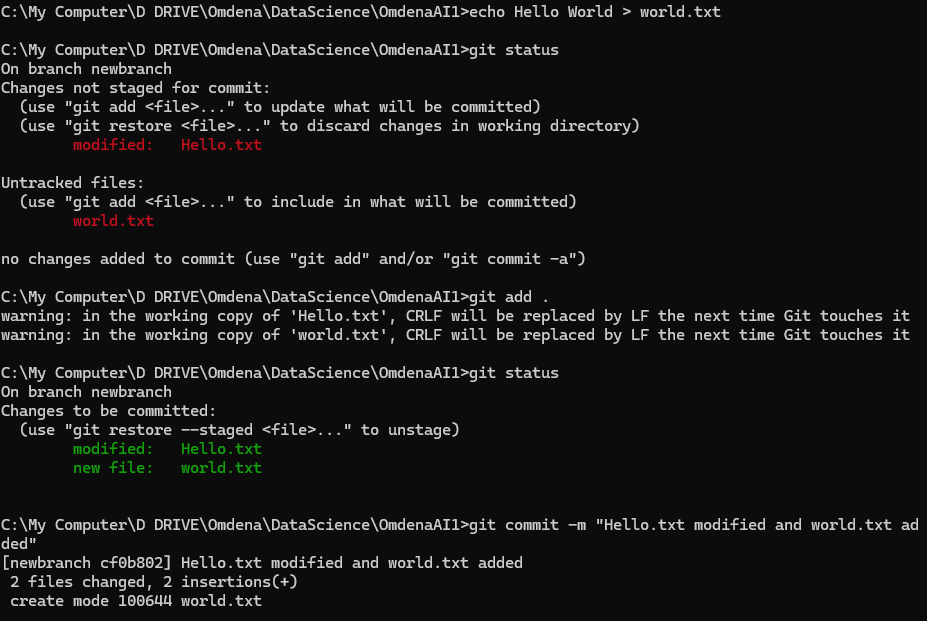 C:\My Computer\D DRIVE\Omdena\DataScience\OmdenaAI1>echo Hello World > world.txt
C:\My Computer\D DRIVE\Omdena\DataScience\OmdenaAI1>git status
On branch newbranch
Changes not staged for commit:
  (use "git add <file>..." to update what will be committed)
  (use "git restore <file>..." to discard changes in working directory)
        modified:   Hello.txt
Untracked files:
  (use "git add <file>..." to include in what will be committed)
        world.txt
no changes added to commit (use "git add" and/or "git commit -a")
C:\My Computer\D DRIVE\Omdena\DataScience\OmdenaAI1>git add .
warning: in the working copy of 'Hello.txt', CRLF will be replaced by LF the next time Git touches it
warning: in the working copy of 'world.txt', CRLF will be replaced by LF the next time Git touches it
C:\My Computer\D DRIVE\Omdena\DataScience\OmdenaAI1>git status
On branch newbranch
Changes to be committed:
  (use "git restore --staged <file>..." to unstage)
        modified:   Hello.txt
        new file:   world.txt
C:\My Computer\D DRIVE\Omdena\DataScience\OmdenaAI1>git commit -m "Hello.txt modified and world.txt ad
ded"
[newbranch cf0b802] Hello.txt modified and world.txt added
 2 files changed, 2 insertions(+)
 create mode 100644 world.txt